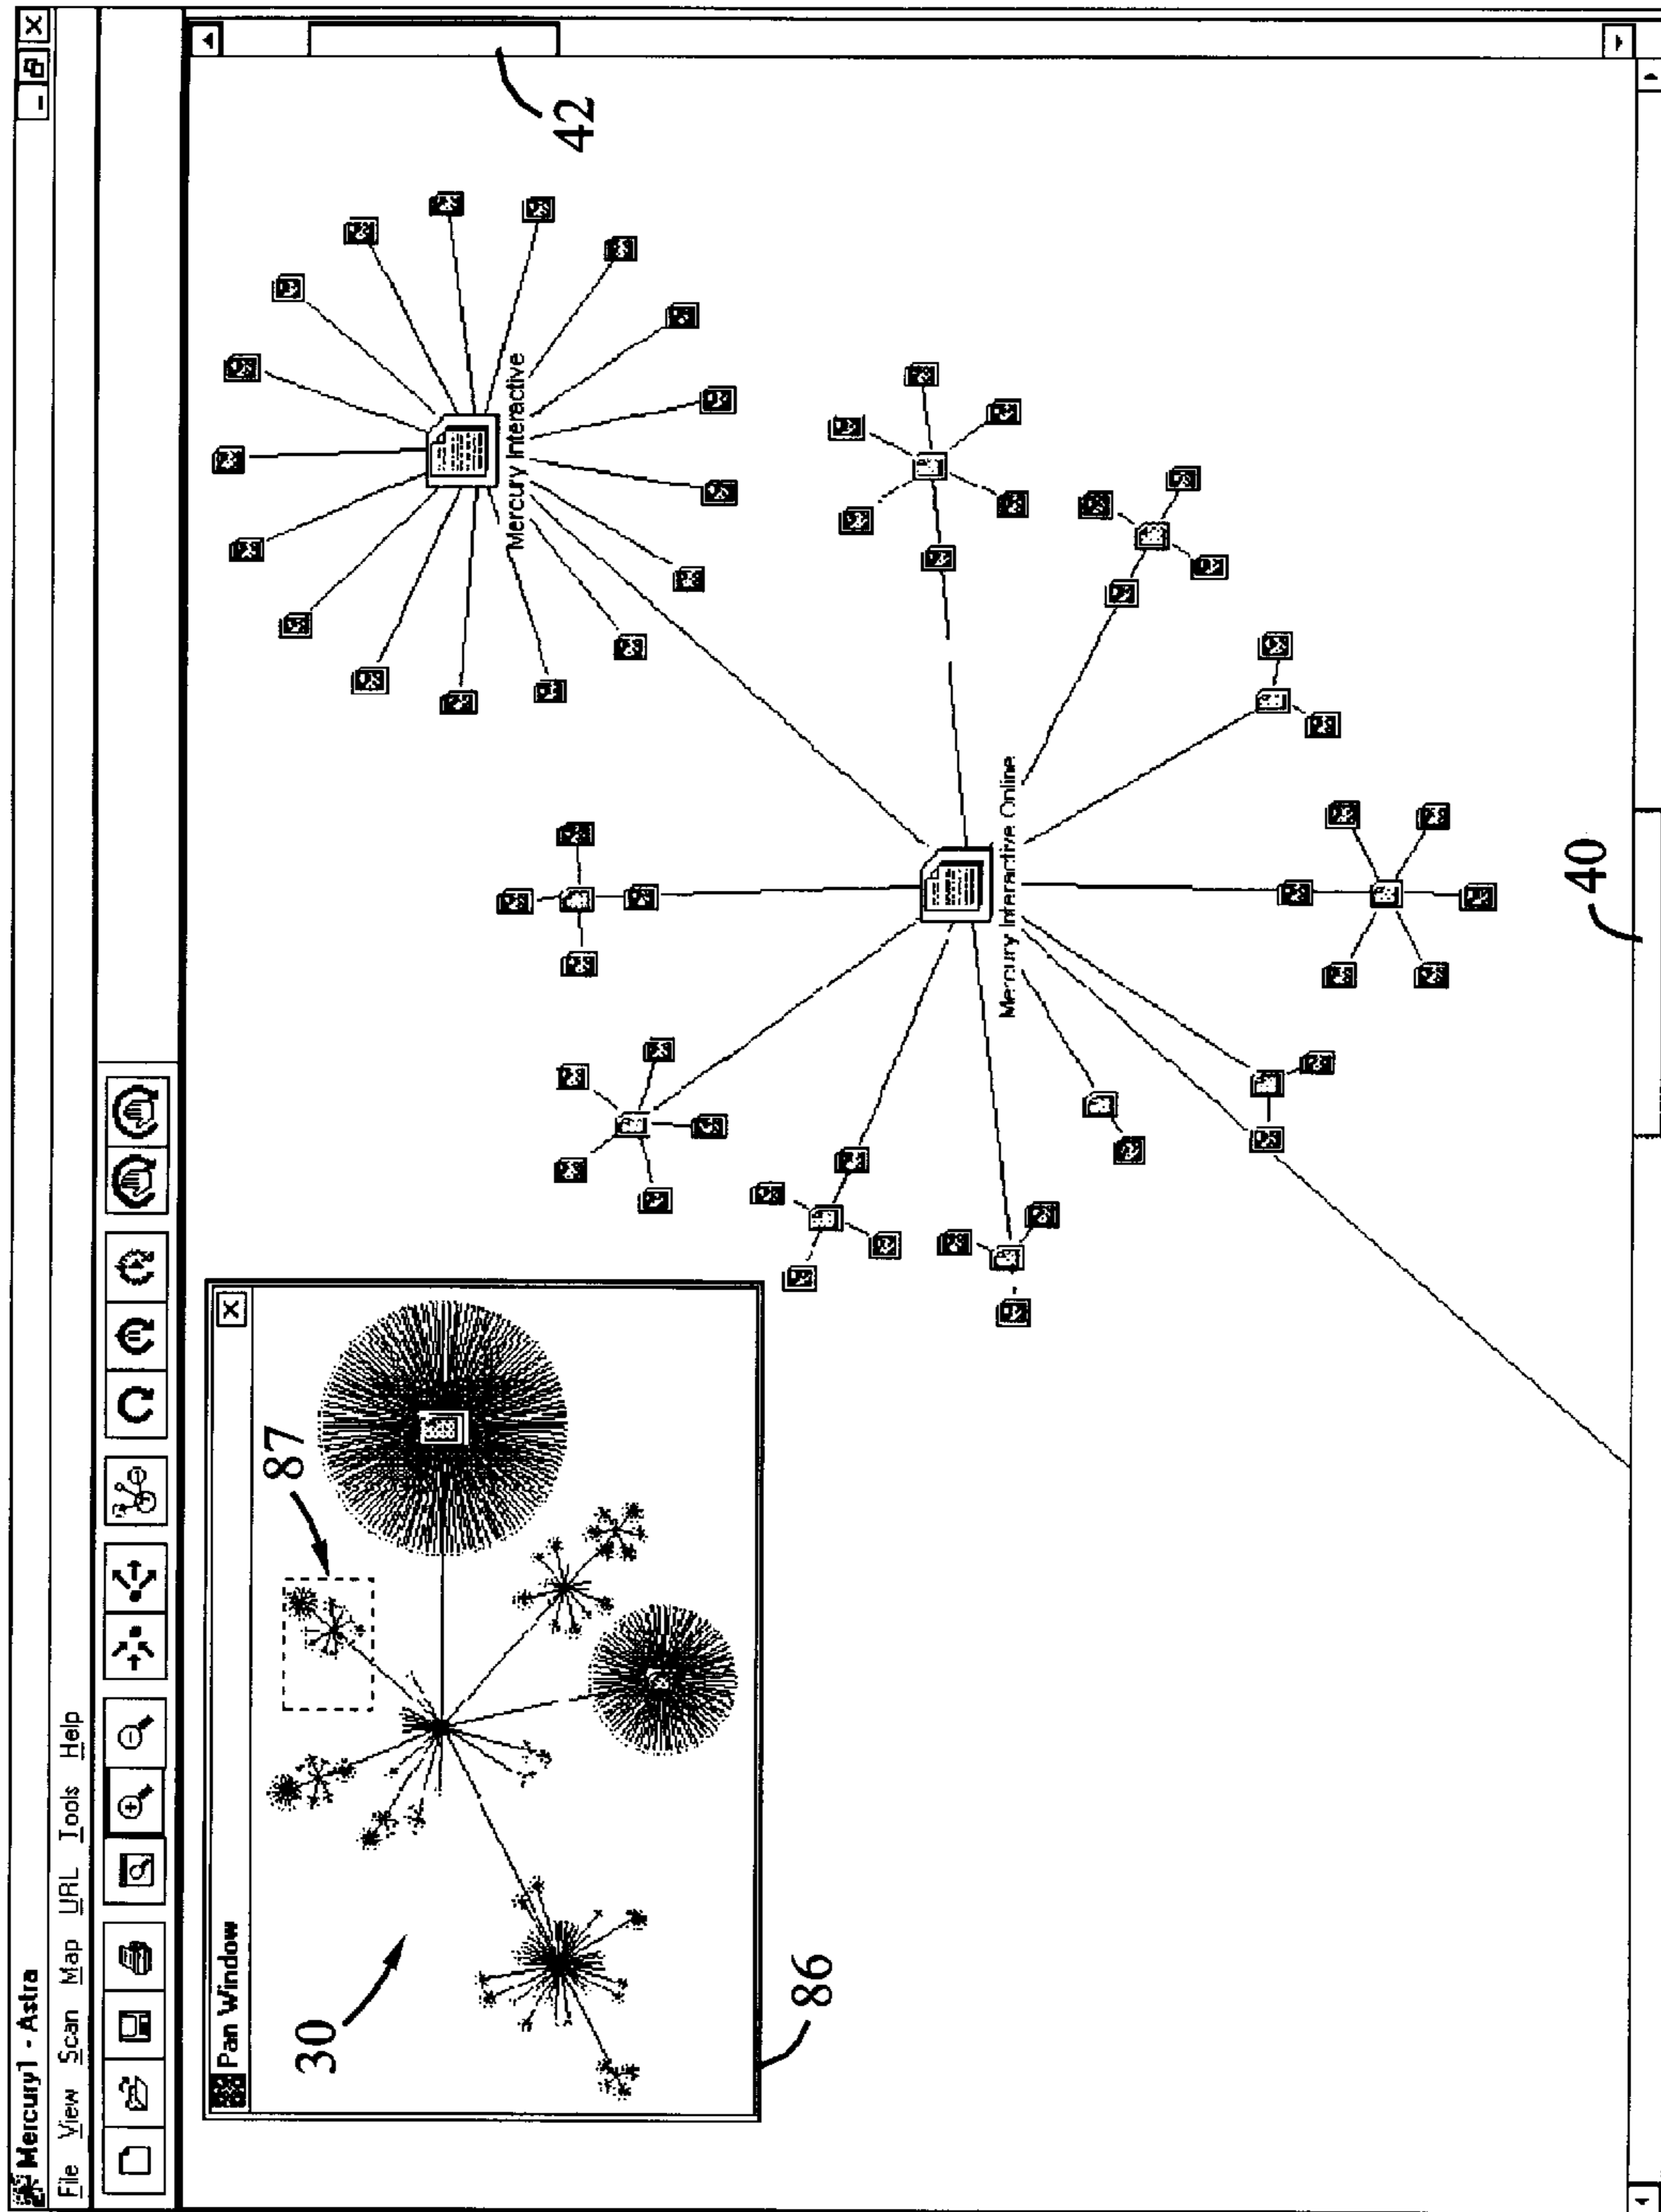 Mercury1 - Astra
File View Scan Map URL Tools Help
Pan Window
30
87
86
Mercury Interactive
42
Mercury Interactive Online
40